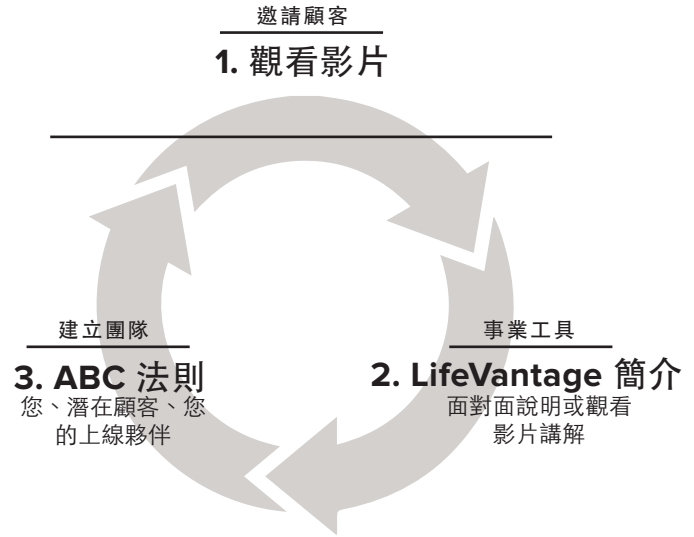 邀請顧客
1. 觀看影片
建立團隊
3. ABC 法則
您、潛在顧客、您
的上線夥伴
事業工具
2. LifeVantage 簡介
面對面說明或觀看
影片講解